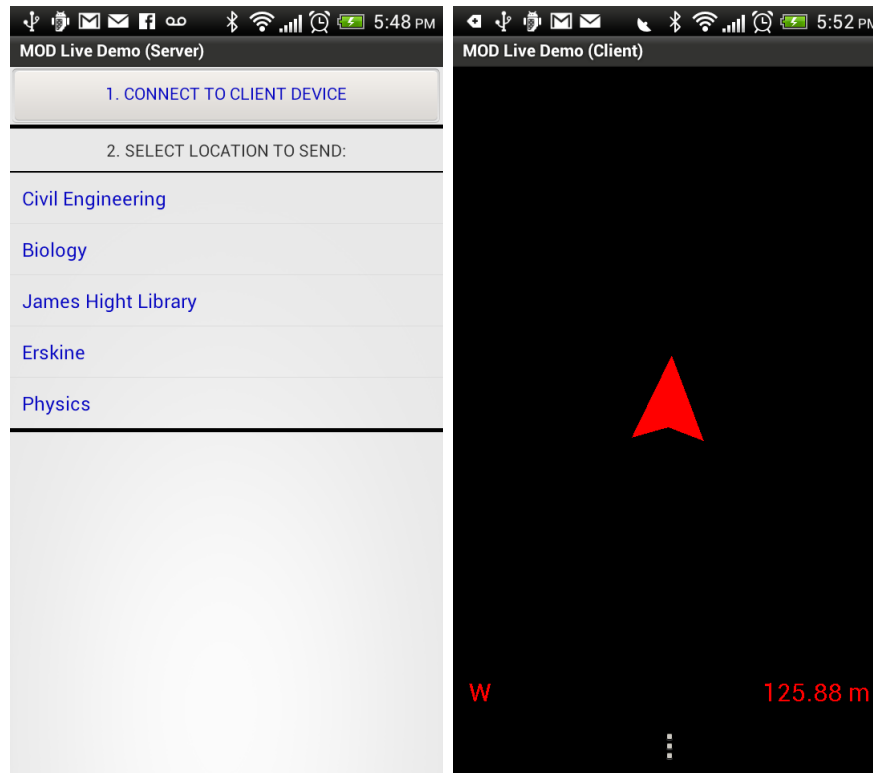 5:48 PM
MOD Live Demo (Server)
1. CONNECT TO CLIENT DEVICE
2. SELECT LOCATION TO SEND:
Civil Engineering
Biology
James Hight Library
Erskine
Physics
5:52 PM
MOD Live Demo (Client)
W
125.88 m